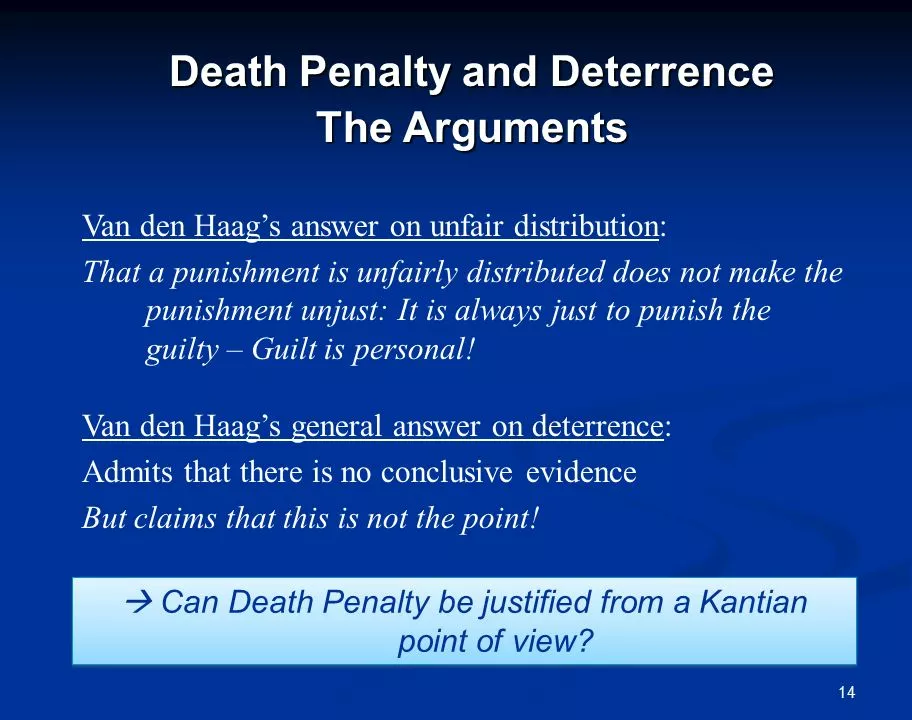 Death Penalty and Deterrence
The Arguments
Van den Haag’s answer on unfair distribution:
That a punishment is unfairly distributed does not make the
punishment unjust: It is always just to punish the
guilty – Guilt is personal!
Van den Haag’s general answer on deterrence:
Admits that there is no conclusive evidence
But claims that this is not the point!
→ Can Death Penalty be justified from a Kantian
point of view?
14